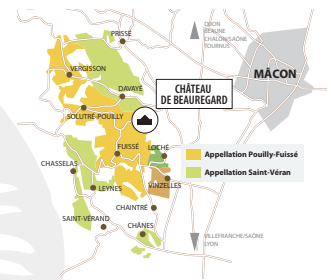 PRISSÉ
DIJON
BEAUNE
CHALON/SAÔNE
TOURNUS
VERGISSON
MÂCON
DAVAYÉ
CHÂTEAU
DE BEAUREGARD
SOLUTRÉ-POUILLY
FUISSÉ
LOCHÉ
Appellation Pouilly-Fuissé
CHASSELAS
Appellation Saint-Véran
LEYNES
VINZELLES
CHAINTRÉ
SAINT-VÉRAND
CHÂNES
VILLEFRANCHE/SAÔNE
LYON